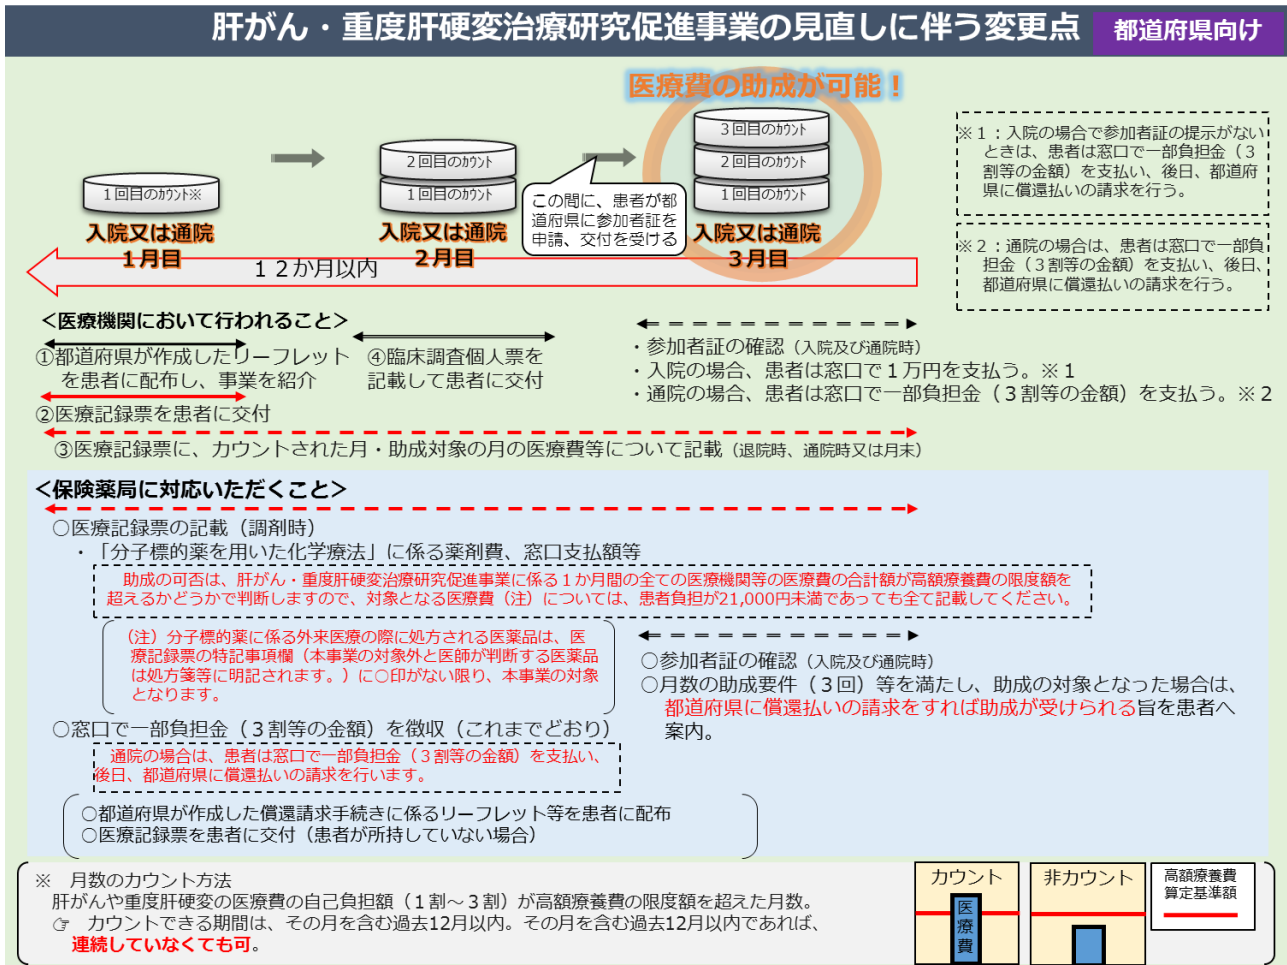 肝がん・重度肝硬変治療研究促進事業の見直しに伴う変更点
都道府県向け
医療費の助成が可能！
1回目のｶｳﾝﾄ※
入院又は通院
1月目
2回目のｶｳﾝﾄ
1回目のｶｳﾝﾄ
入院又は通院
2月目
この間に、患者が都
道府県に参加者証を
申請、交付を受ける
3回目のｶｳﾝﾄ
2回目のｶｳﾝﾄ
1回目のｶｳﾝﾄ
入院又は通院
3月目
１２か月以内
※１：入院の場合で参加者証の提示がない
ときは、患者は窓口で一部負担金（３
割等の金額）を支払い、後日、都道府
県に償還払いの請求を行う。
※２：通院の場合は、患者は窓口で一部負
担金（３割等の金額）を支払い、後日、
都道府県に償還払いの請求を行う。
＜医療機関において行われること＞
①都道府県が作成したリーフレット
を患者に配布し、事業を紹介
④臨床調査個人票を
記載して患者に交付
・参加者証の確認（入院及び通院時）
・入院の場合、患者は窓口で１万円を支払う。※１
・通院の場合、患者は窓口で一部負担金（３割等の金額）を支払う。※２
②医療記録票を患者に交付
③医療記録票に、カウントされた月・助成対象の月の医療費等について記載（退院時、通院時又は月末）
＜保険薬局に対応いただくこと＞
○医療記録票の記載（調剤時）
・「分子標的薬を用いた化学療法」に係る薬剤費、窓口支払額等
助成の可否は、肝がん・重度肝硬変治療研究促進事業に係る１か月間の全ての医療機関等の医療費の合計額が高額療養費の限度額を
超えるかどうかで判断しますので、対象となる医療費（注）については、患者負担が21,000円未満であっても全て記載してください。
（注）分子標的薬に係る外来医療の際に処方される医薬品は、医
療記録票の特記事項欄（本事業の対象外と医師が判断する医薬品
は処方箋等に明記されます。）に○印がない限り、本事業の対象
となります。
○参加者証の確認（入院及び通院時）
○月数の助成要件（３回）等を満たし、助成の対象となった場合は、
都道府県に償還払いの請求をすれば助成が受けられる旨を患者へ
案内。
○窓口で一部負担金（３割等の金額）を徴収（これまでどおり）
通院の場合は、患者は窓口で一部負担金（３割等の金額）を支払い、
後日、都道府県に償還払いの請求を行います。
○都道府県が作成した償還請求手続きに係るリーフレット等を患者に配布
○医療記録票を患者に交付（患者が所持していない場合）
※　月数のカウント方法
肝がんや重度肝硬変の医療費の自己負担額（１割～３割）が高額療養費の限度額を超えた月数。
☞　カウントできる期間は、その月を含む過去12月以内。その月を含む過去12月以内であれば、
連続していなくても可。
カウント
医療費
非カウント
高額療養費
算定基準額